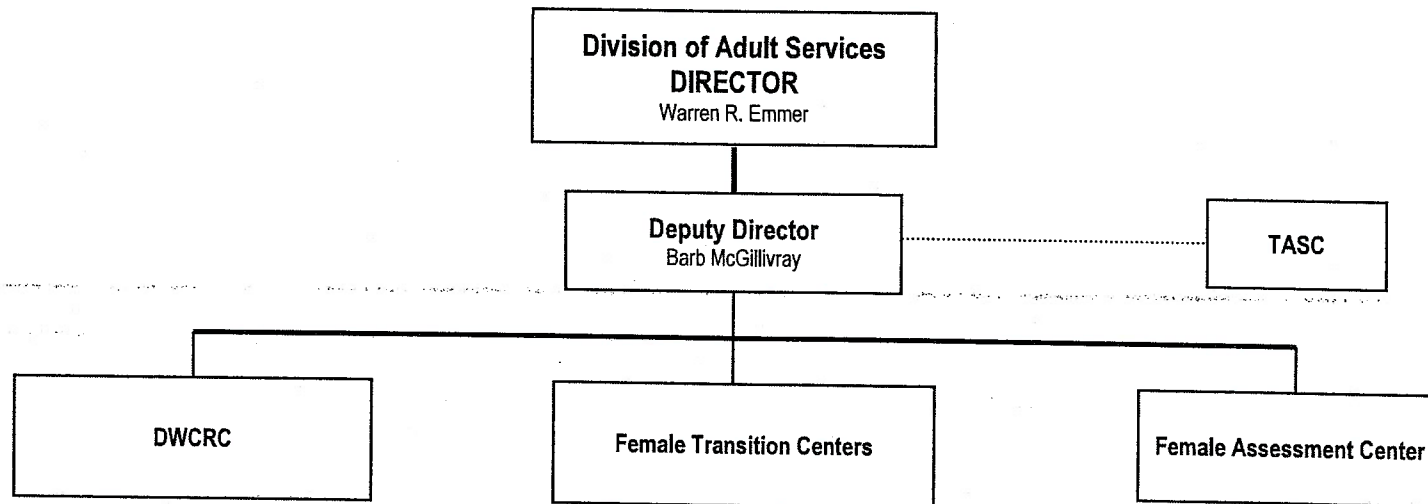 Division of Adult Services
DIRECTOR
Warren R. Emmer
Deputy Director
Barb McGillivray
TASC
DWCRC
Female Transition Centers
Female Assessment Center